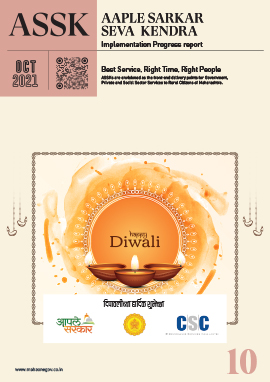 ASSK
AAPLE SARKAR
SEVA KENDRA
Implementation Progress report
OCT
2021
Best Service, Right Time, Right People
ASSKs are envisioned as the front end delivery points for Government,
Private and Social Sector Services to Rural Citizens of Maharashtra.
happy
Diwali
दिपावलीच्या हार्दिक शुभेच्छा
आपले
सरकार
CSC
www.mahaonegov.co.in
10